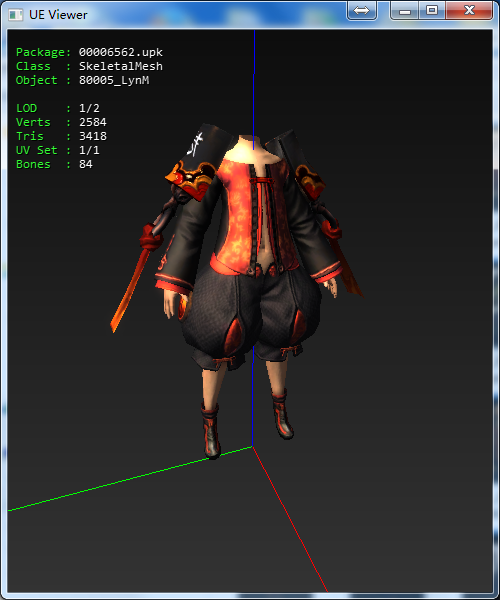 UE Viewer
Package: 00006562.upk
Class : SkeletalMesh
Object : 80005_LynM
LOD : 1/2
Verts : 2584
Tris : 3418
UV Set : 1/1
Bones : 84